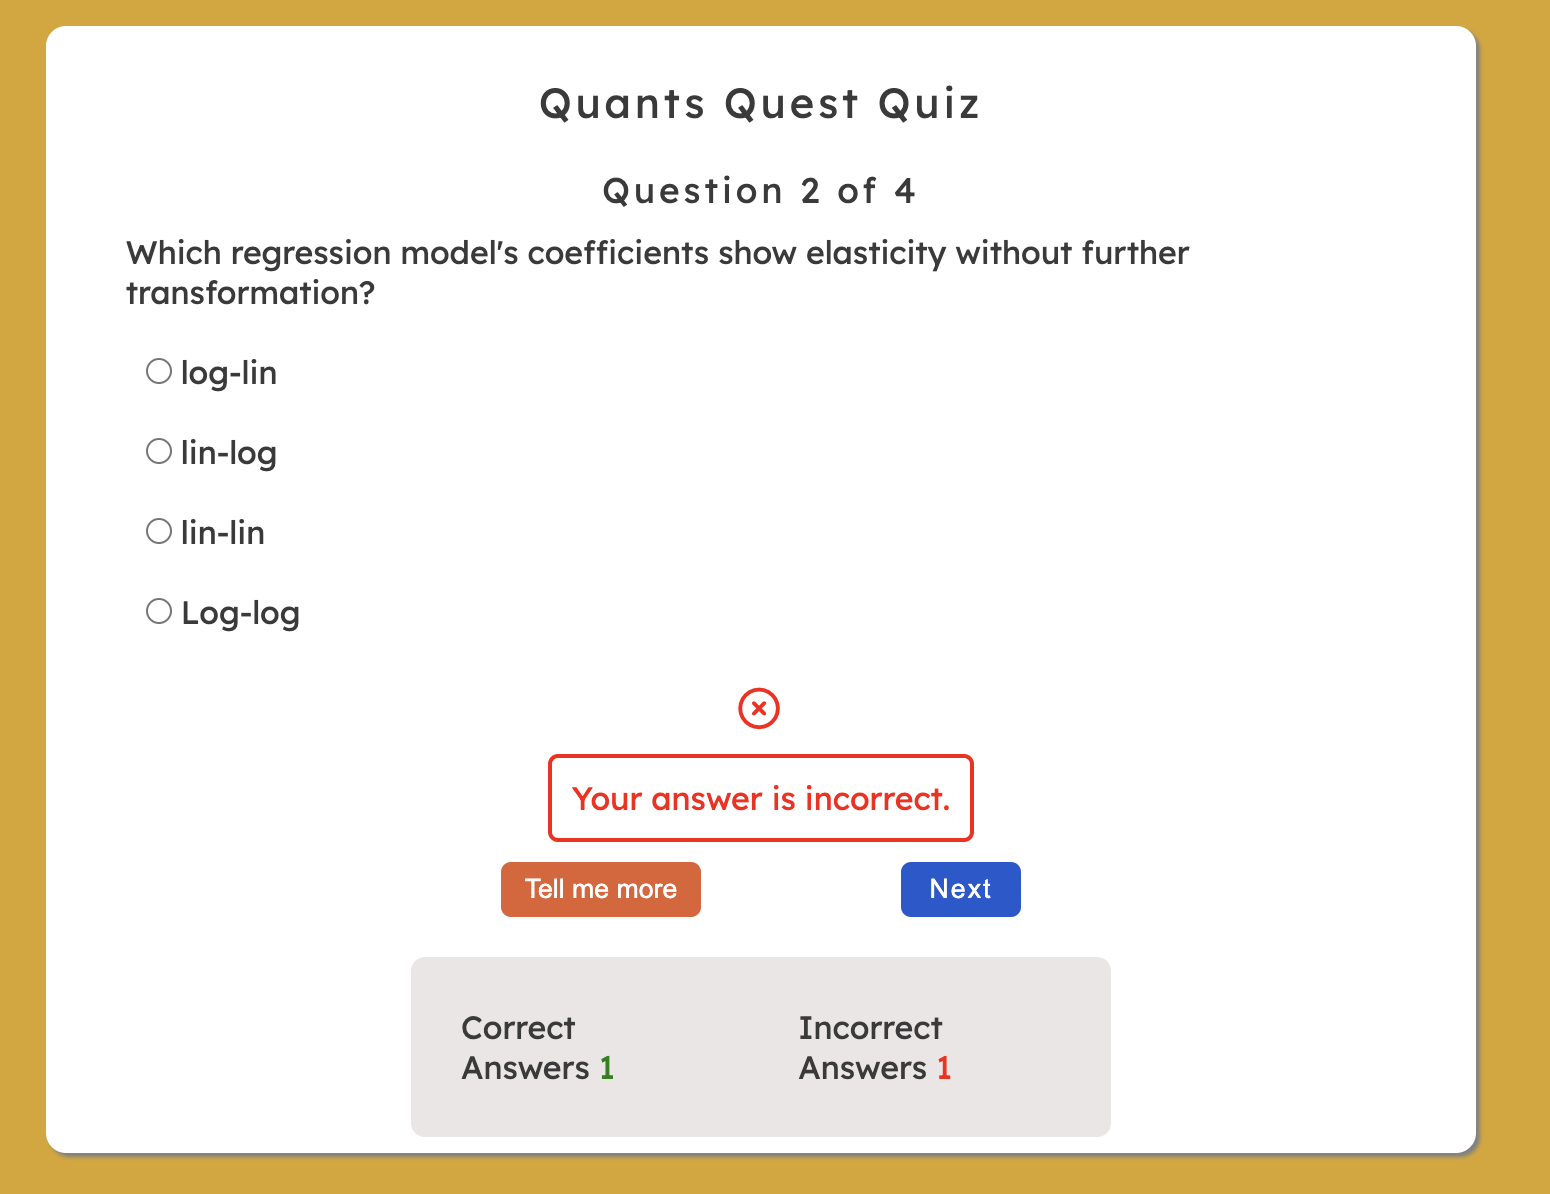 Quants Quest Quiz
Question 2 of 4
Which regression model's coefficients show elasticity without further
transformation?
log-lin
lin-log
lin-lin
Log-log
Your answer is incorrect.
Tell me more
Next
Correct
Answers 1
Incorrect
Answers 1